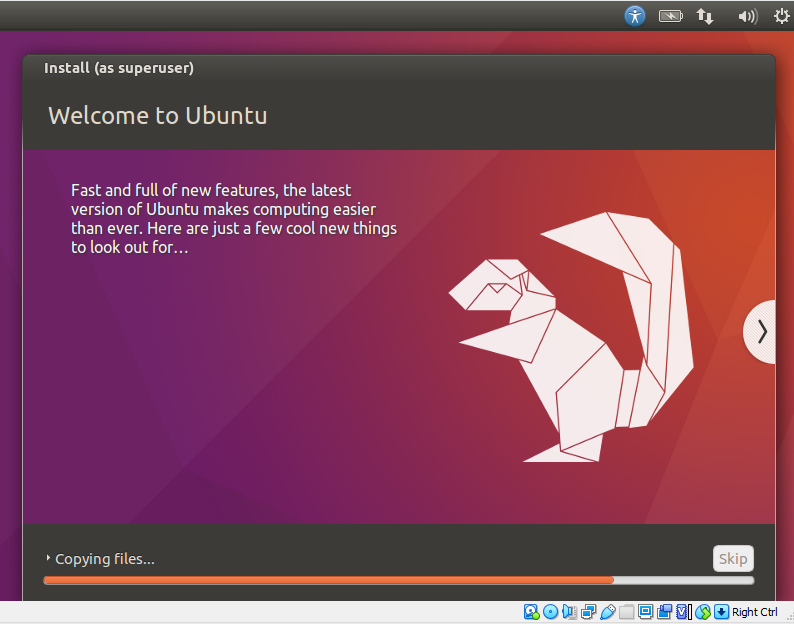 Install (as superuser)
Welcome to Ubuntu
Fast and full of new features, the latest
version of Ubuntu makes computing easier
than ever. Here are just a few cool new things
to look out for…
Copying files...
Skip
Right Ctrl